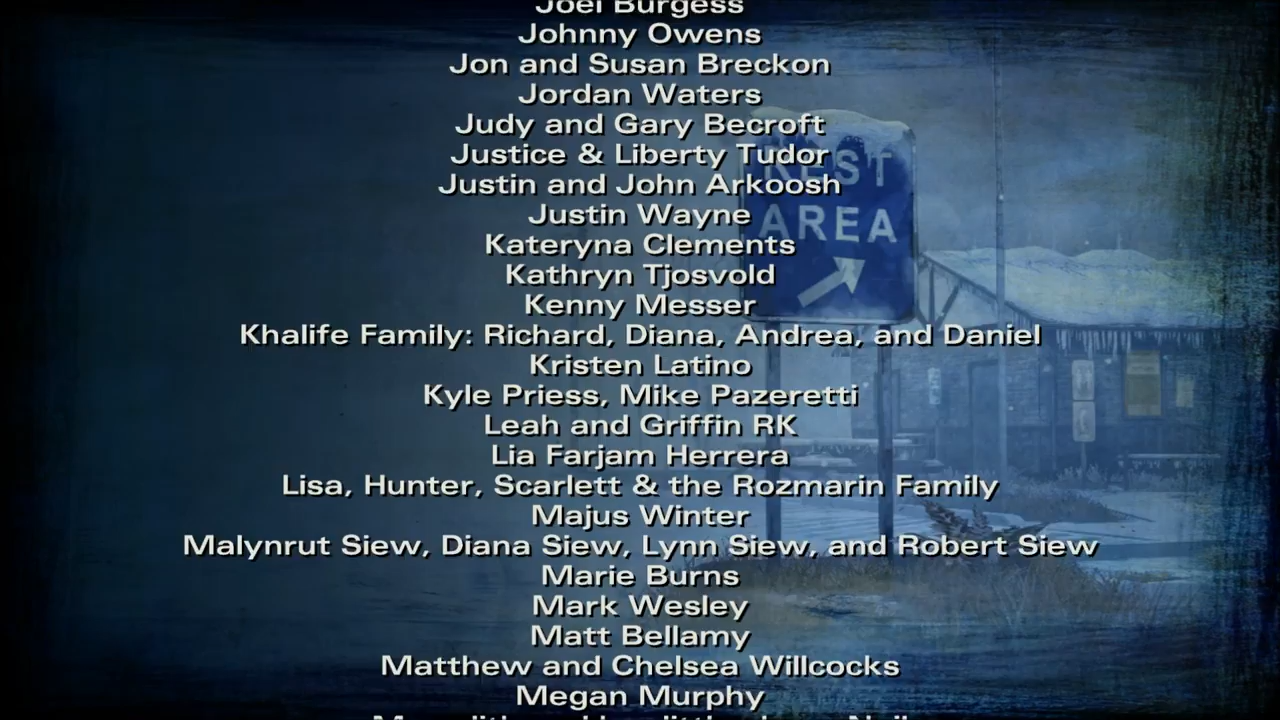 Joel Burgess
Johnny Owens
Jon and Susan Breckon
Jordan Waters
Judy and Gary Becroft
Justice & Liberty Tudor
REST
Justin and John Arkoosh
Justin Wayne
AREA
Kateryna Clements
Kathryn Tjosvold
Kenny Messer
Khalife Family: Richard, Diana, Andrea, and Daniel
Kristen Latino
Kyle Priess, Mike Pazeretti
Leah and Griffin RK
Lia Farjam Herrera
Lisa, Hunter, Scarlett & the Rozmarin Family
Majus Winter
Malynrut Siew, Diana Siew, Lynn Siew, and Robert Siew
Marie Burns
Mark Wesley
Matt Bellamy
Matthew and Chelsea Willcocks
Megan Murphy